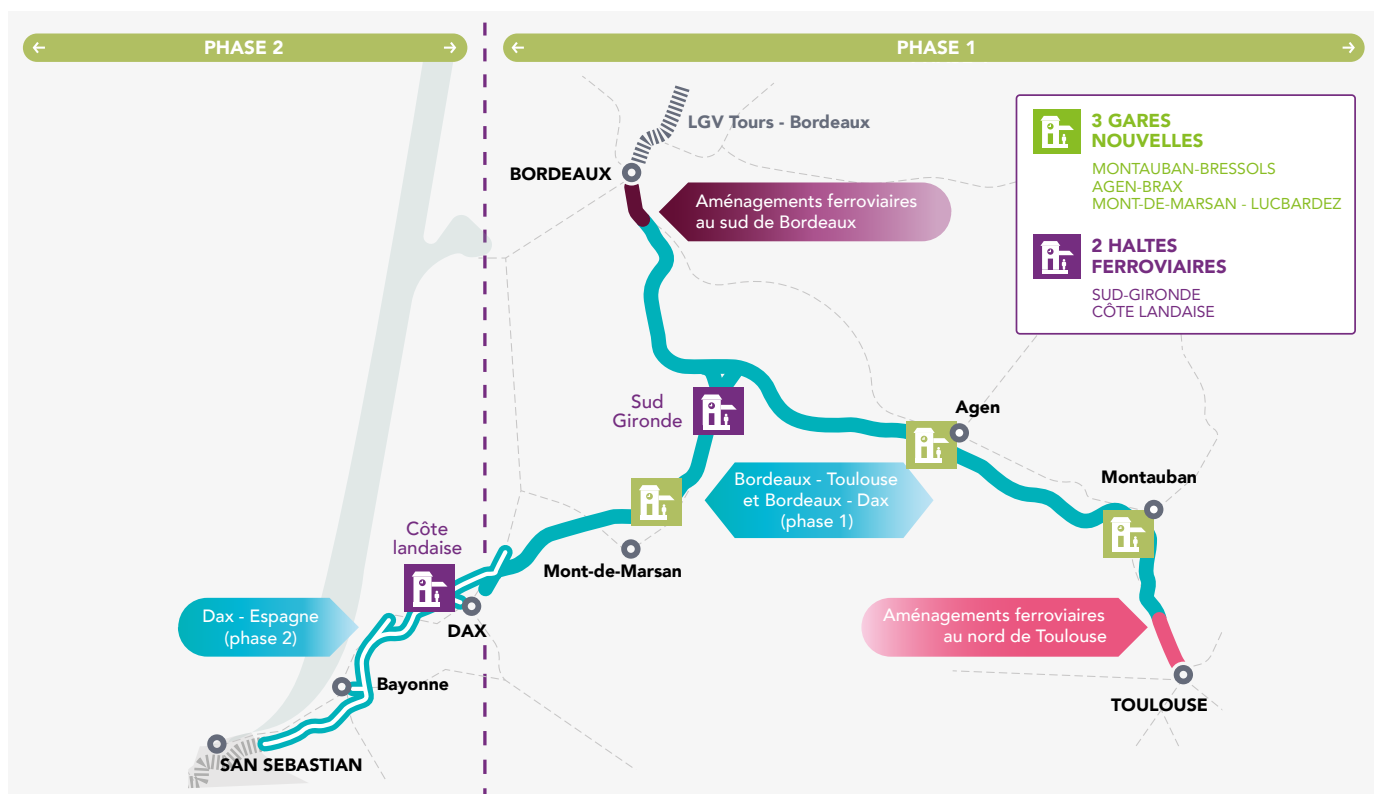 PHASE 2
PHASE 1
LGV Tours - Bordeaux
BORDEAUX
Aménagements ferroviaires
au sud de Bordeaux
3 GARES
NOUVELLES
MONTAUBAN-BRESSOLS
AGEN-BRAX
MONT-DE-MARSAN - LUCBARDEZ
2 HALTES
FERROVIAIRES
SUD-GIRONDE
CÔTE LANDAISE
Sud
Gironde
Agen
Bordeaux - Toulouse
et Bordeaux - Dax
(phase 1)
Montauban
Côte
landaise
Mont-de-Marsan
Dax - Espagne
(phase 2)
DAX
Aménagements ferroviaires
au nord de Toulouse
Bayonne
TOULOUSE
SAN SEBASTIAN